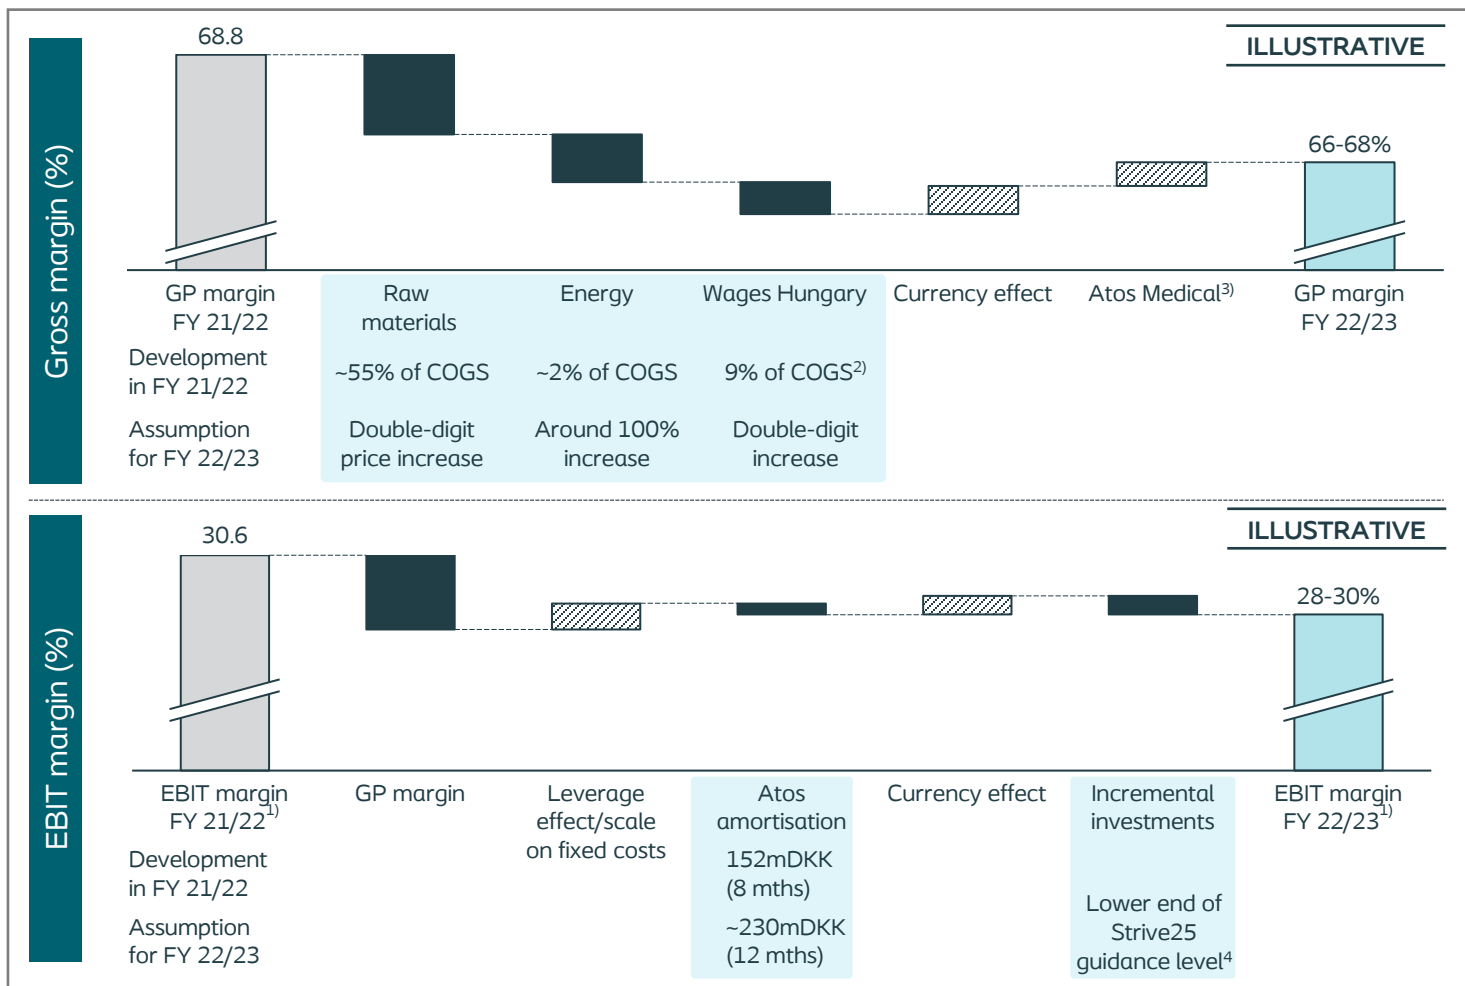 Gross margin (%)
ILLUSTRATIVE
68.8
66-68%
GP margin
FY 21/22
Raw
materials
Energy
Wages Hungary
Currency effect
Atos Medical3)
GP margin
FY 22/23
Development
in FY 21/22
~55% of COGS
~2% of COGS
9% of COGS2)
Assumption
for FY 22/23
Double-digit
price increase
Around 100%
increase
Double-digit
increase
EBIT margin (%)
ILLUSTRATIVE
30.6
28-30%
EBIT margin
FY 21/221)
GP margin
Leverage
effect/scale
on fixed costs
Atos
amortisation
Currency effect
Incremental
investments
EBIT margin
FY 22/231)
Development
in FY 21/22
152mDKK
(8 mths)
Assumption
for FY 22/23
~230mDKK
(12 mths)
Lower end of
Strive25
guidance level4